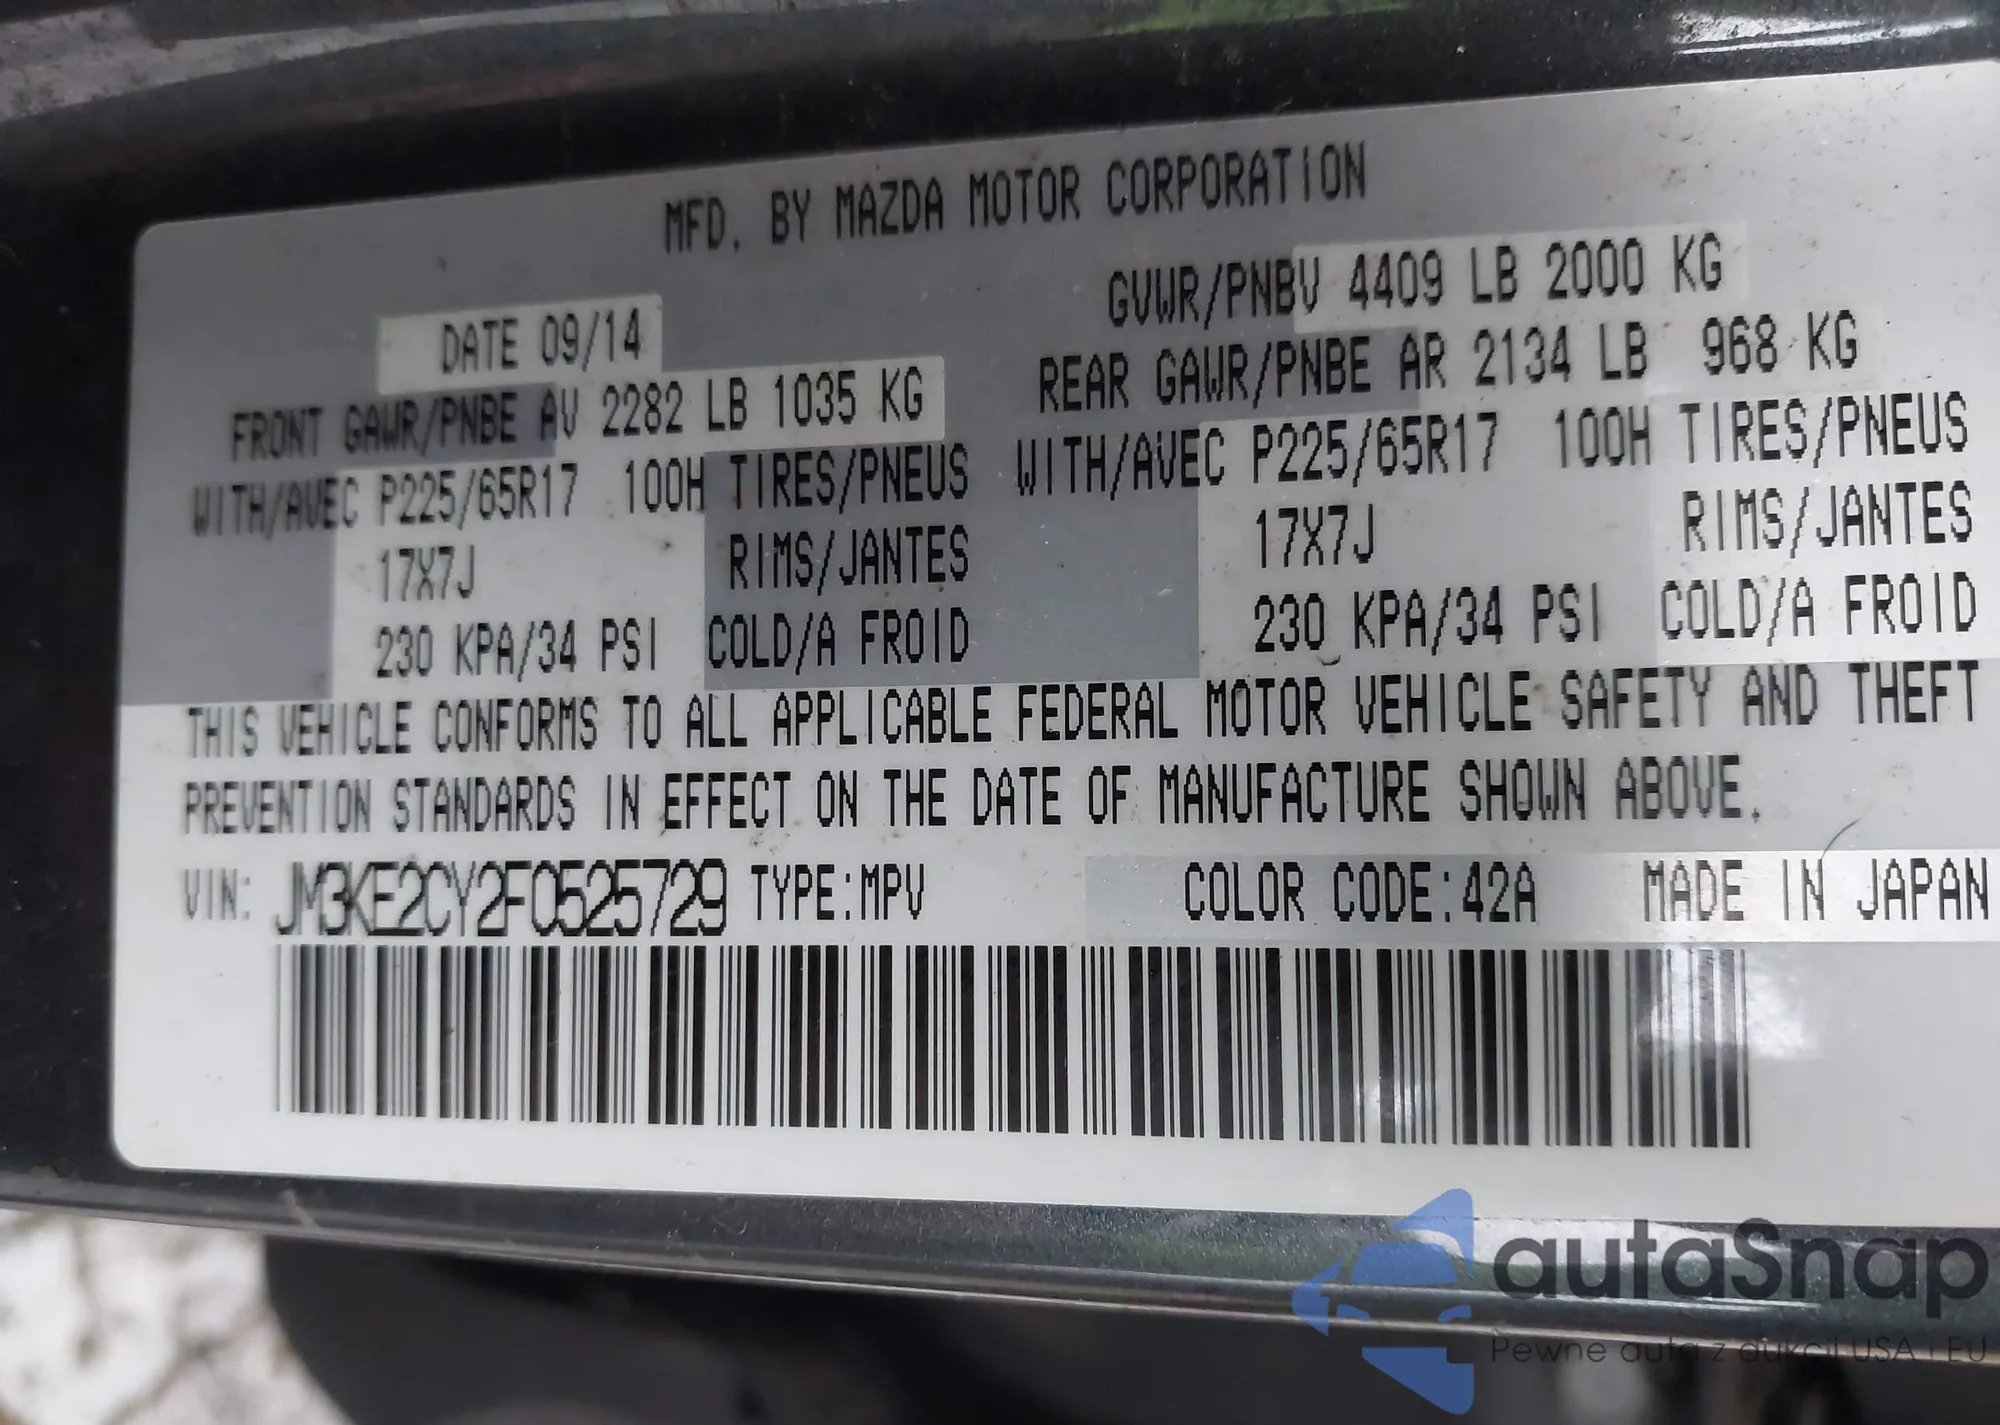 MFD. BY MAZDA MOTOR CORPORATION
DATE 09/14 GVWR/PNBV 4409 LB 2000 KG
FRONT GAWR/PNBE AV 2282 LB 1035 KG REAR GAWR/PNBE AR 2134 LB 968 KG
WITH/AVEC P225/65R17 100H TIRES/PNEUS WITH/AVEC P225/65R17 100H TIRES/PNEUS
17X7J RIMS/JANTES 17X7J RIMS/JANTES
230 KPA/34 PSI COLD/A FROID 230 KPA/34 PSI COLD/A FROID
THIS VEHICLE CONFORMS TO ALL APPLICABLE FEDERAL MOTOR VEHICLE SAFETY AND THEFT
PREVENTION STANDARDS IN EFFECT ON THE DATE OF MANUFACTURE SHOWN ABOVE.
VIN: JM3KE2CY2F0525729 TYPE:MPV COLOR CODE:42A MADE IN JAPAN
autaSnap
Pewne auta z aukcji USA i EU